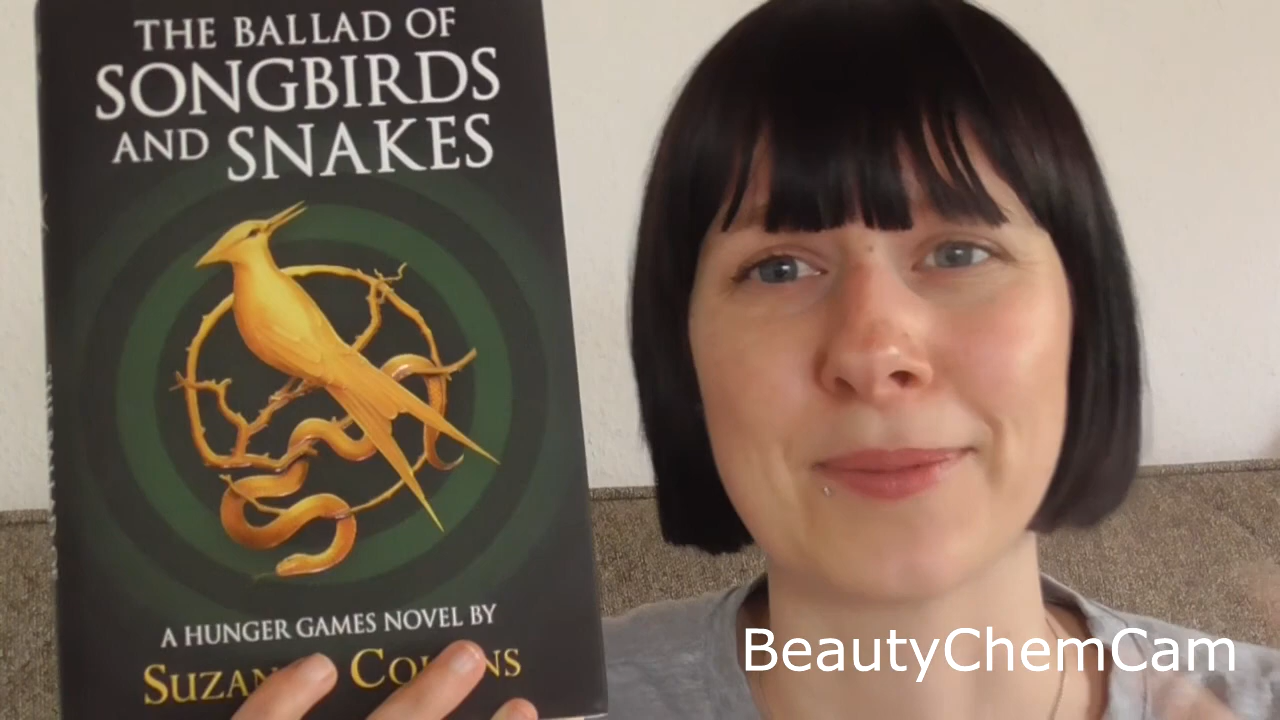 THE BALLAD OF
SONGBIRDS
AND SNAKES
A HUNGER GAMES NOVEL BY
BeautyChemCam